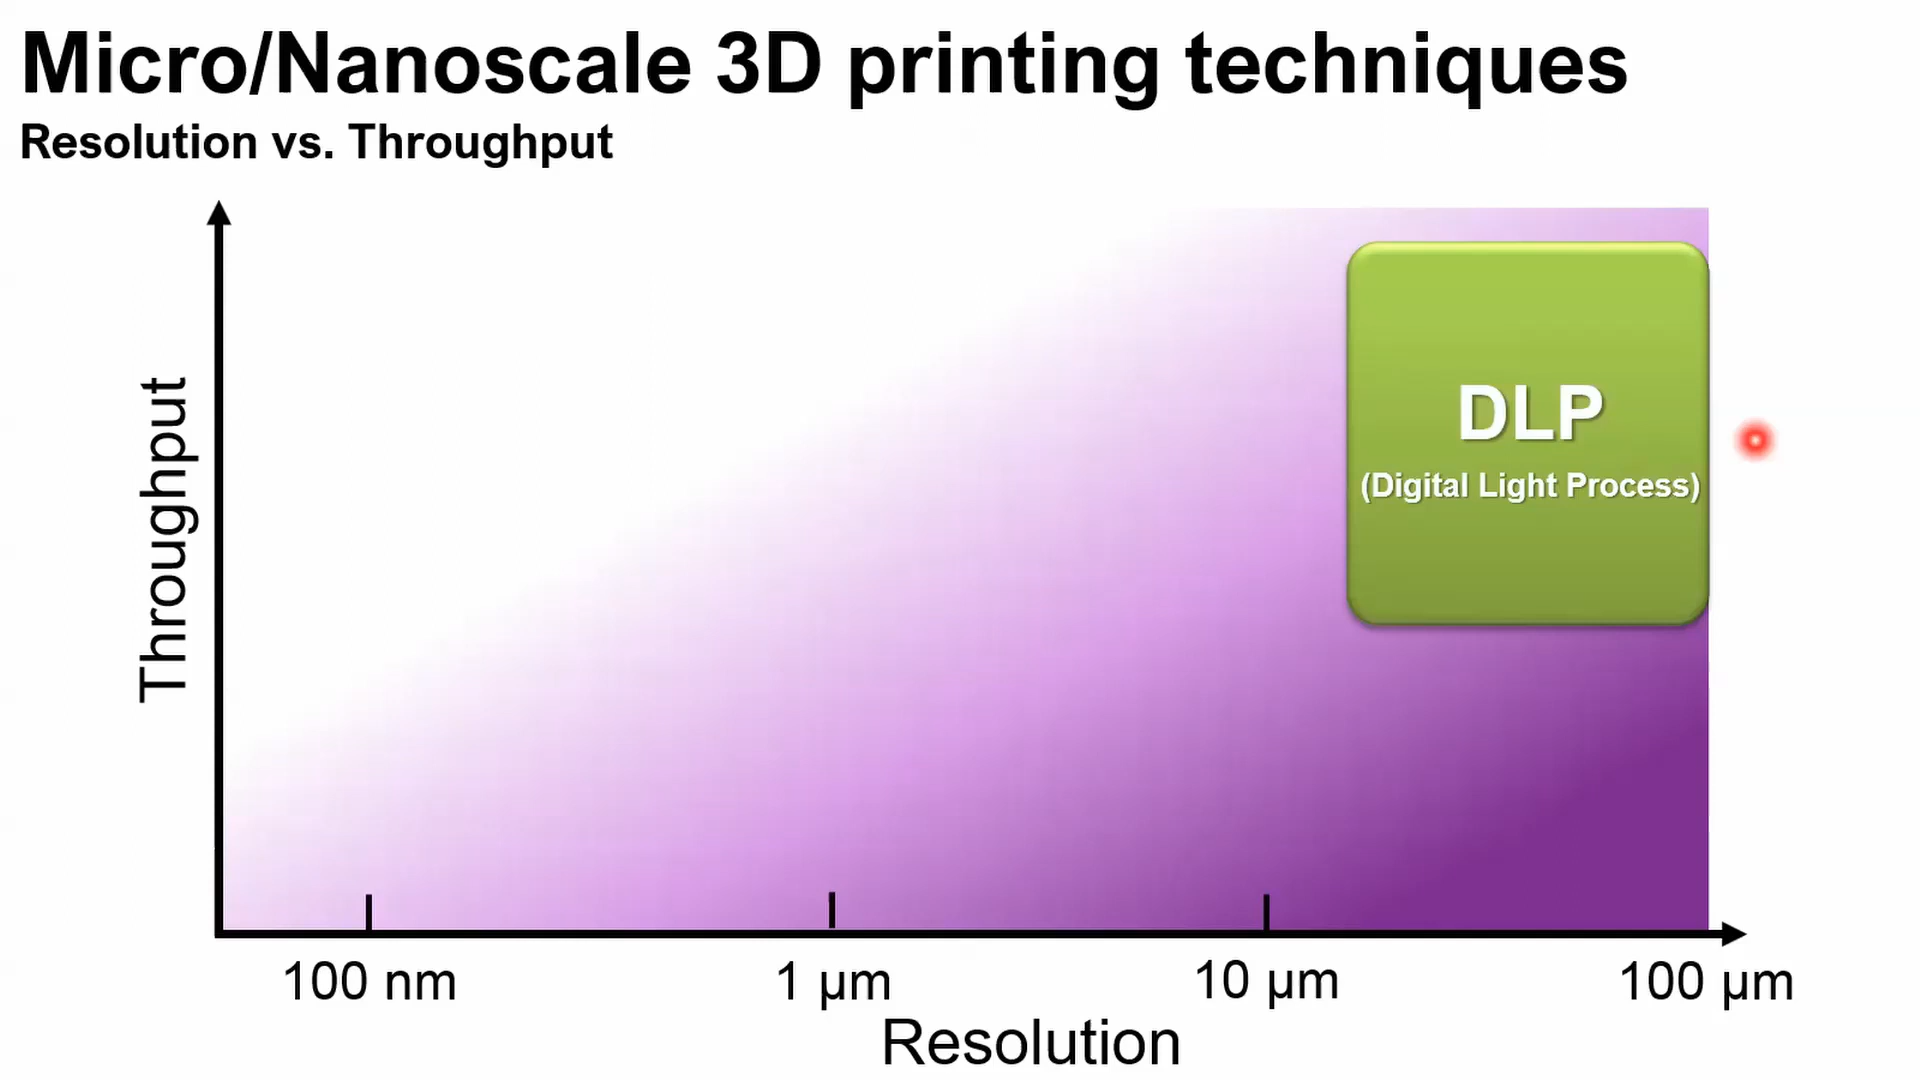 Micro/Nanoscale 3D printing techniques
Resolution vs. Throughput
Throughput
DLP
(Digital Light Process)
100 nm
1 µm
10 µm
100 µm
Resolution